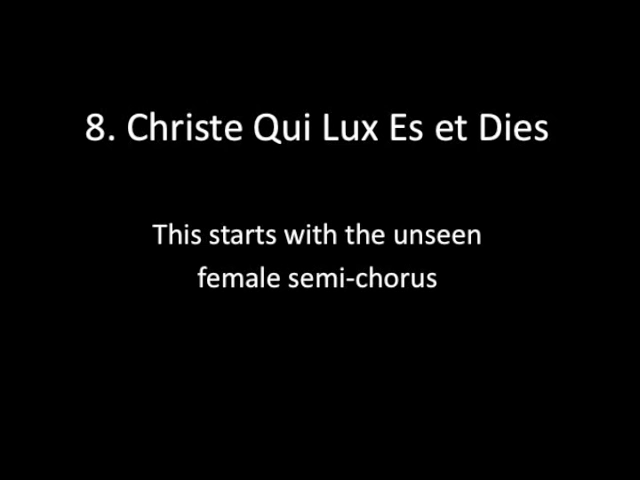 8. Christe Qui Lux Es et Dies
This starts with the unseen
female semi-chorus